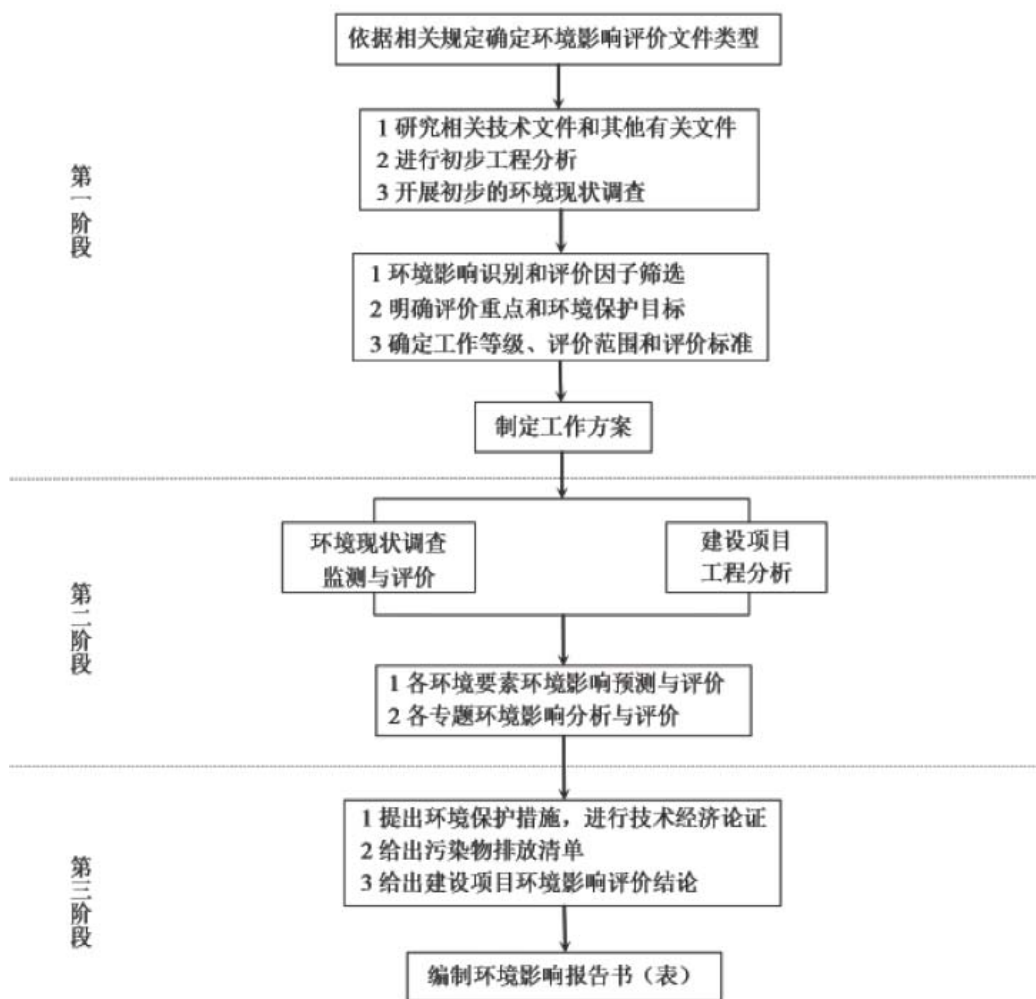 依据相关规定确定环境影响评价文件类型
第一阶段
1 研究相关技术文件和其他有关文件
2 进行初步工程分析
3 开展初步的环境现状调查
1 环境影响识别和评价因子筛选
2 明确评价重点和环境保护目标
3 确定工作等级、评价范围和评价标准
制定工作方案
第二阶段
环境现状调查
监测与评价
建设项目
工程分析
1 各环境要素环境影响预测与评价
2 各专题环境影响分析与评价
第三阶段
1 提出环境保护措施，进行技术经济论证
2 给出污染物排放清单
3 给出建设项目环境影响评价结论
编制环境影响报告书（表）